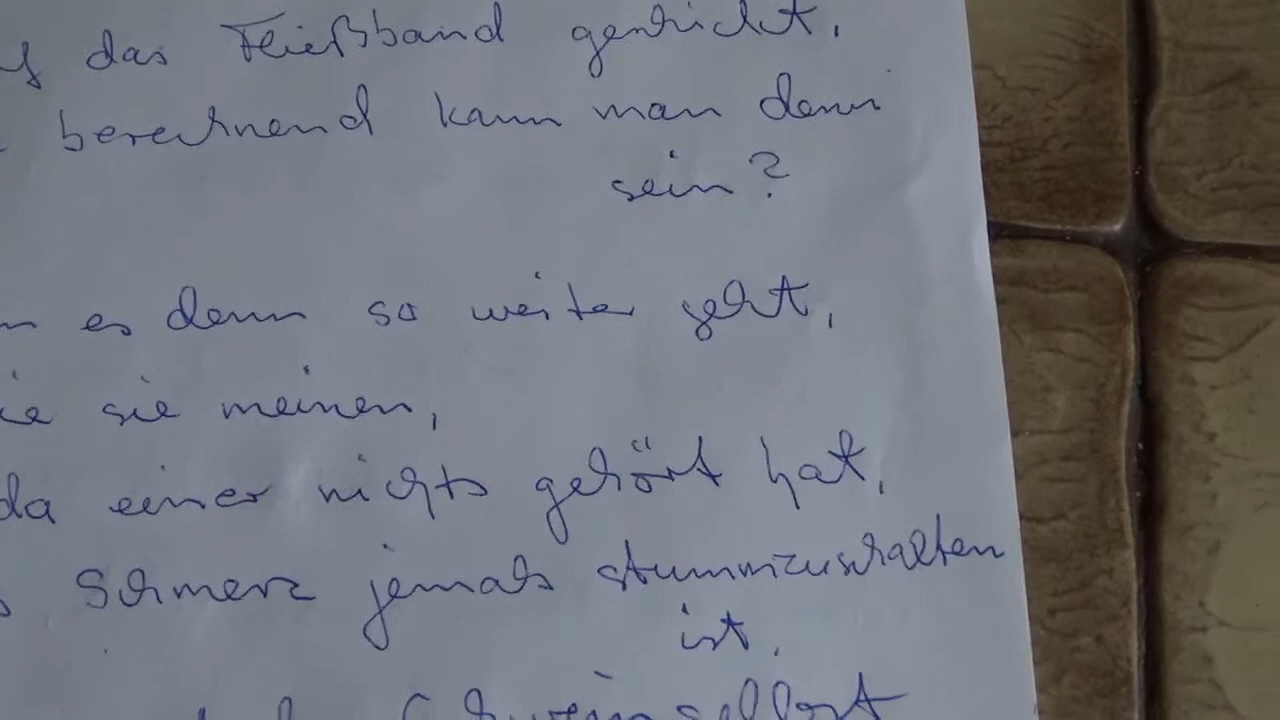 das Fließband geschickt,
berechnend kann man denn
sein?
es denn so weiter geht,
sie meinen,
da einer nichts gehört hat,
Schmerz jemals stummzuschalten
ist.